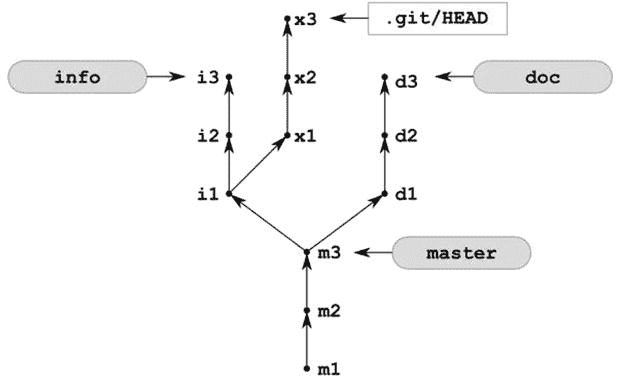 x3 .git/HEAD
info i3 x2 d3 doc
i2 x1 d2
i1 d1
m3 master
m2
m1